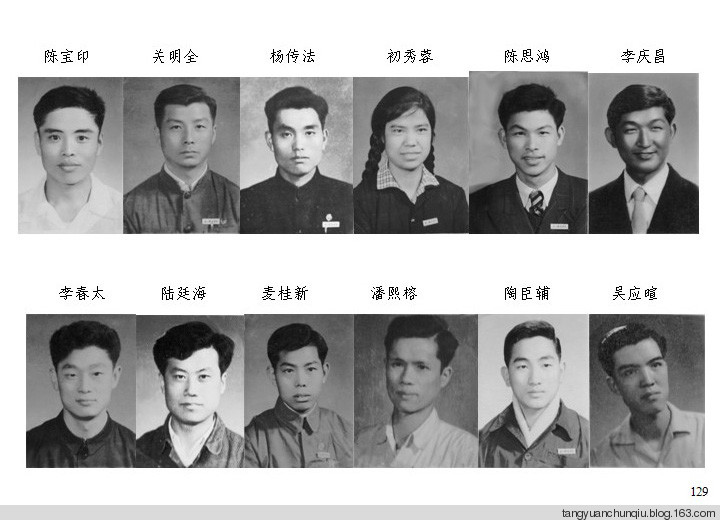 陈宝印 关明全 杨传法 初秀蓉 陈思鸿 李庆昌
李春太 陆廷海 麦桂新 潘熙榕 陶臣辅 吴应暄
129
tangyuanchunqiu.blog.163.com